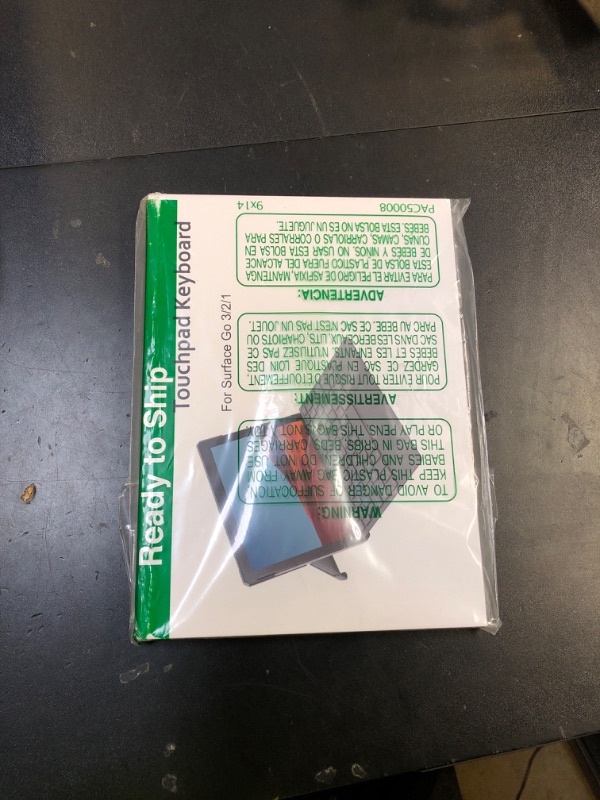 Ready to Ship
Touchpad Keyboard
For Surface Go 3/2/1
WARNING:
TO AVOID DANGER OF SUFFOCATION,
KEEP THIS PLASTIC BAG AWAY FROM
BABIES AND CHILDREN. DO NOT USE
THIS BAG IN CRIBS, BEDS, CARRIAGES
OR PLAY PENS. THIS BAG IS NOT A TOY.
AVERTISSEMENT:
POUR EVITER TOUT RISQUE D'ETOUFFEMENT,
GARDEZ CE SAC EN PLASTIQUE LOIN DES
BEBES ET LES ENFANTS. N'UTILISEZ PAS CE
SAC DANS LES BERCEAUX, LITS, CHARIOTS OU
PARC AU BEBE. CE SAC N'EST PAS UN JOUET.
ADVERTENCIA:
PARA EVITAR EL PELIGRO DE ASFIXIA, MANTENGA
ESTA BOLSA DE PLASTICO FUERA DEL ALCANCE
DE BEBES Y NINOS. NO USAR ESTA BOLSA EN
CUNAS, CAMAS, CARRIOLAS O CORRALES PARA
BEBES. ESTA BOLSA NO ES UN JUGUETE.
PAC50008
9x14